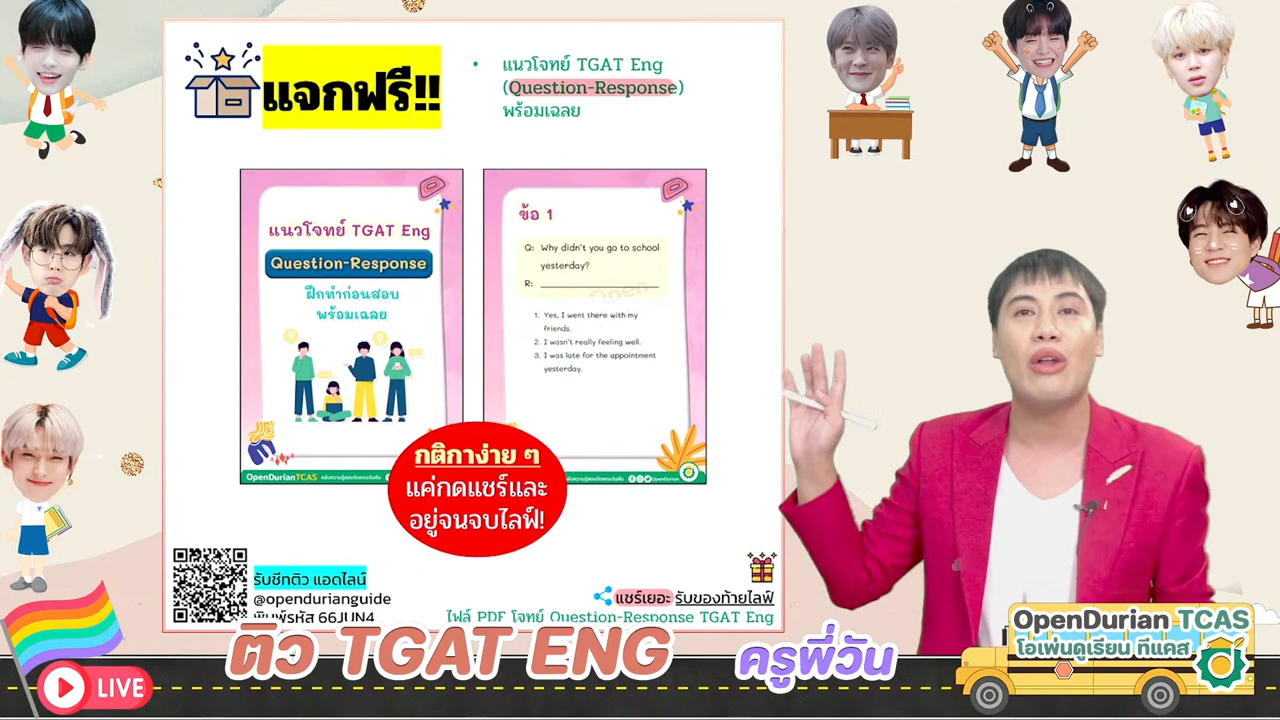 แจกฟรี!!
• แนวโจทย์ TGAT Eng
(Question-Response)
พร้อมเฉลย
แนวโจทย์ TGAT Eng
Question-Response
ฝึกทำก่อนสอบ
พร้อมเฉลย
OpenDurianTCAS
ข้อ 1
Q: Why didn't you go to school
yesterday?
R:
Open
1. Yes, I went there with my
friends.
2. I wasn't really feeling well.
3. I was late for the appointment
yesterday.
OpenDurian
กติกาง่าย ๆ
แค่กดแชร์และ
อยู่จนจบไลฟ์!
รับชีทติว แอดไลน์
@opendurianguide
พิมพ์รหัส 66JUN4
แชร์เยอะ รับของท้ายไลฟ์
ไฟล์ PDF โจทย์ Question-Response TGAT Eng
ติว TGAT ENG
ครูพี่วัน
LIVE
OpenDurian TCAS
โอเพ่นดูเรียน ทีแคส